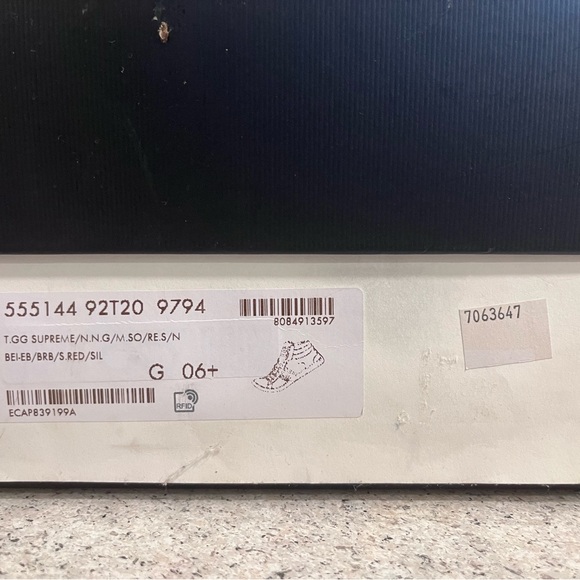 555144 92T20 9794
8084913597
T.GG SUPREME/N.N.G/M.SO/RE.S/N
BEI-EB/BRB/S.RED/SIL
G 06+
ECAP839199A
RFID
7063647